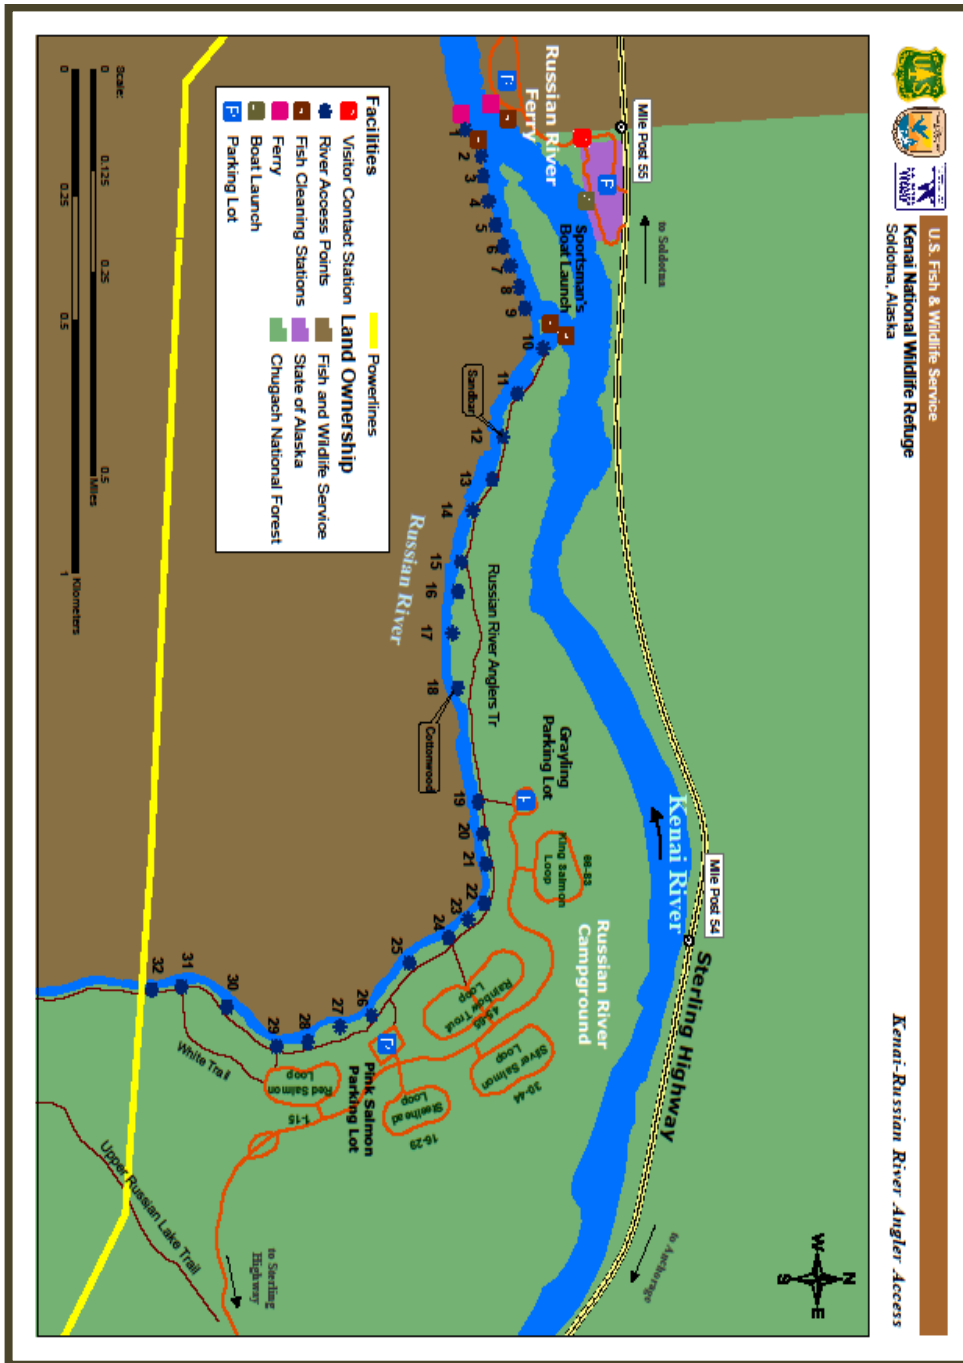 U.S. Fish & Wildlife Service
Kenai National Wildlife Refuge
Soldotna, Alaska
Kenai-Russian River Angler Access
Mile Post 55
to Soldotna
Mile Post 54
Sterling Highway
to Anchorage
N
W
E
S
Kenai River
Russian River
Ferry
Sportsman's
Boat Launch
1
2
3
4
5
6
7
8
9
10
11
Sandbar
12
13
14
15
16
17
18
Cottonwood
19
20
21
22
23
24
25
26
27
28
29
30
31
32
Russian River
Russian River Anglers Tr
Grayling
Parking Lot
66-83
King Salmon
Loop
Russian River
Campground
Rainbow Trout
Loop
45-65
Silver Salmon
Loop
30-44
Steelhead
Loop
16-29
Pink Salmon
Parking Lot
Red Salmon
Loop
1-15
White Trail
Upper Russian Lake Trail
to Sterling
Highway
Facilities
Visitor Contact Station
River Access Points
Fish Cleaning Stations
Ferry
Boat Launch
Parking Lot
Powerlines
Land Ownership
Fish and Wildlife Service
State of Alaska
Chugach National Forest
Scale:
0 0.125 0.25 0.5
Miles
0 0.25 0.5 1
Kilometers